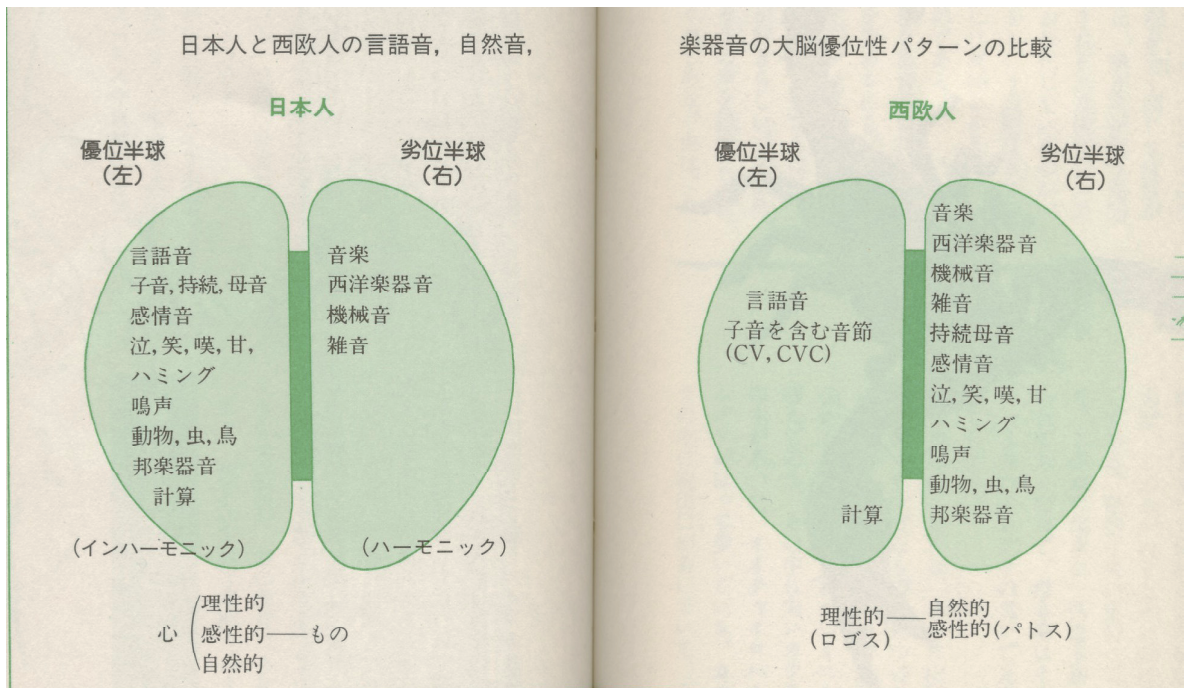 日本人と西欧人の言語音, 自然音,
日本人
優位半球
(左)
劣位半球
(右)
言語音
子音, 持続, 母音
感情音
泣, 笑, 嘆, 甘,
ハミング
鳴声
動物, 虫, 鳥
邦楽器音
計算
音楽
西洋楽器音
機械音
雑音
(インハーモニック)
(ハーモニック)
心
理性的
感性的——もの
自然的
楽器音の大脳優位性パターンの比較
西欧人
優位半球
(左)
劣位半球
(右)
言語音
子音を含む音節
(CV, CVC)
計算
音楽
西洋楽器音
機械音
雑音
持続母音
感情音
泣, 笑, 嘆, 甘
ハミング
鳴声
動物, 虫, 鳥
邦楽器音
理性的——自然的
(ロゴス)
感性的(パトス)